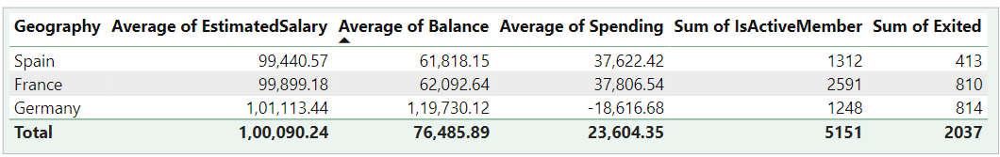 Geography Average of EstimatedSalary Average of Balance Average of Spending Sum of IsActiveMember Sum of Exited
Spain 99,440.57 61,818.15 37,622.42 1312 413
France 99,899.18 62,092.64 37,806.54 2591 810
Germany 1,01,113.44 1,19,730.12 -18,616.68 1248 814
Total 1,00,090.24 76,485.89 23,604.35 5151 2037